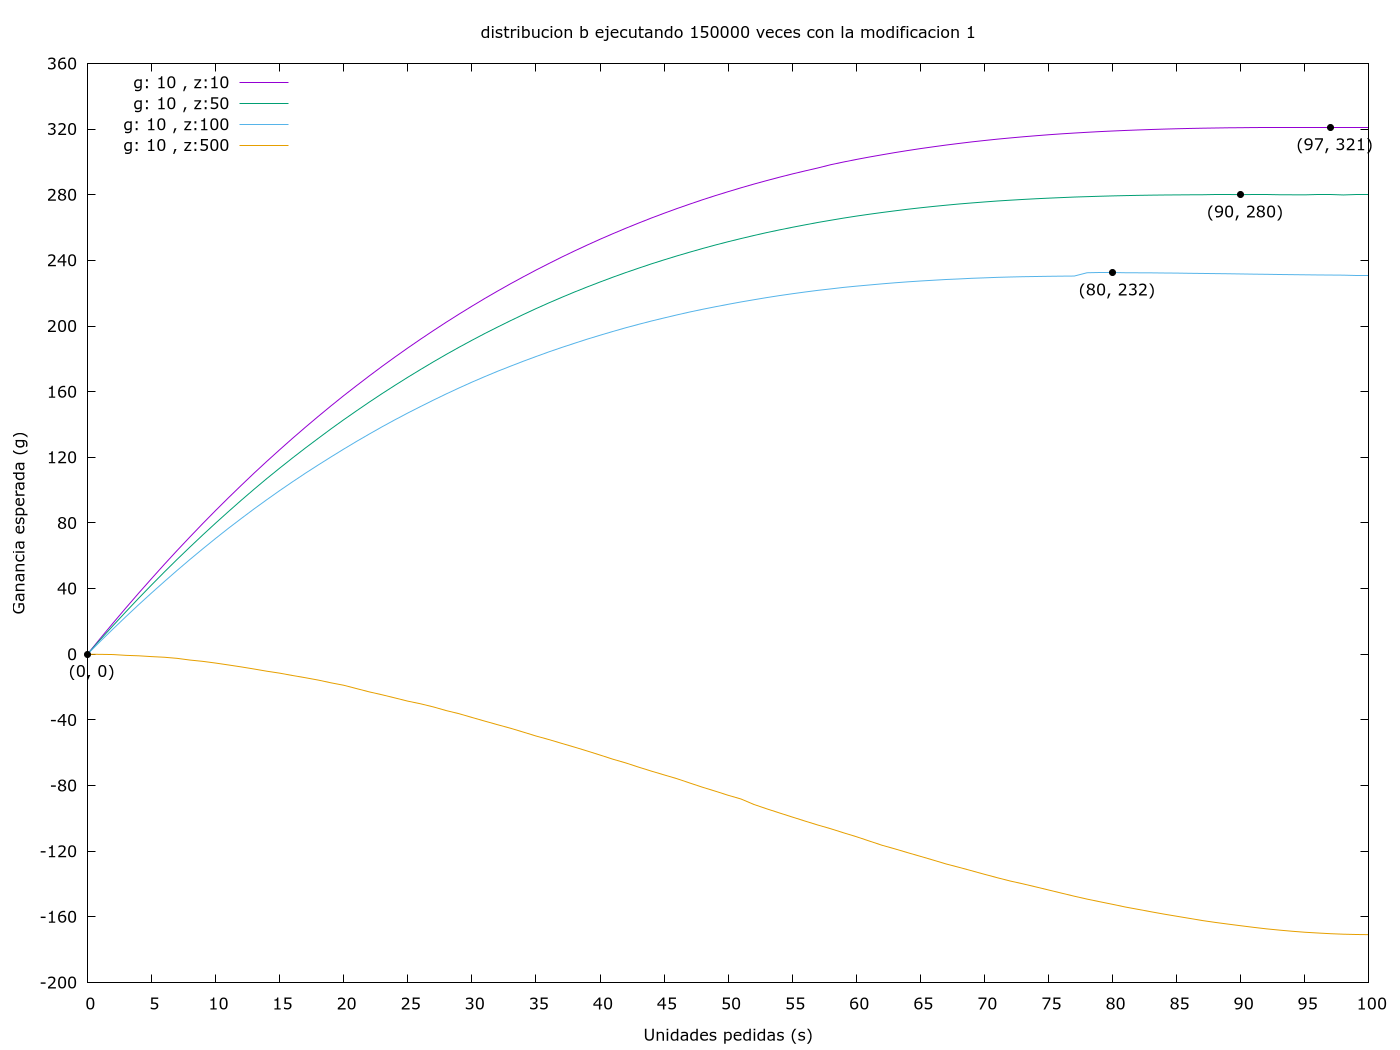 distribucion b ejecutando 150000 veces con la modificacion 1
360
320
280
240
200
160
120
80
40
0
-40
-80
-120
-160
-200
g: 10 , z:10
g: 10 , z:50
g: 10 , z:100
g: 10 , z:500
(97, 321)
(90, 280)
(80, 232)
(0, 0)
Ganancia esperada (g)
0 5 10 15 20 25 30 35 40 45 50 55 60 65 70 75 80 85 90 95 100
Unidades pedidas (s)